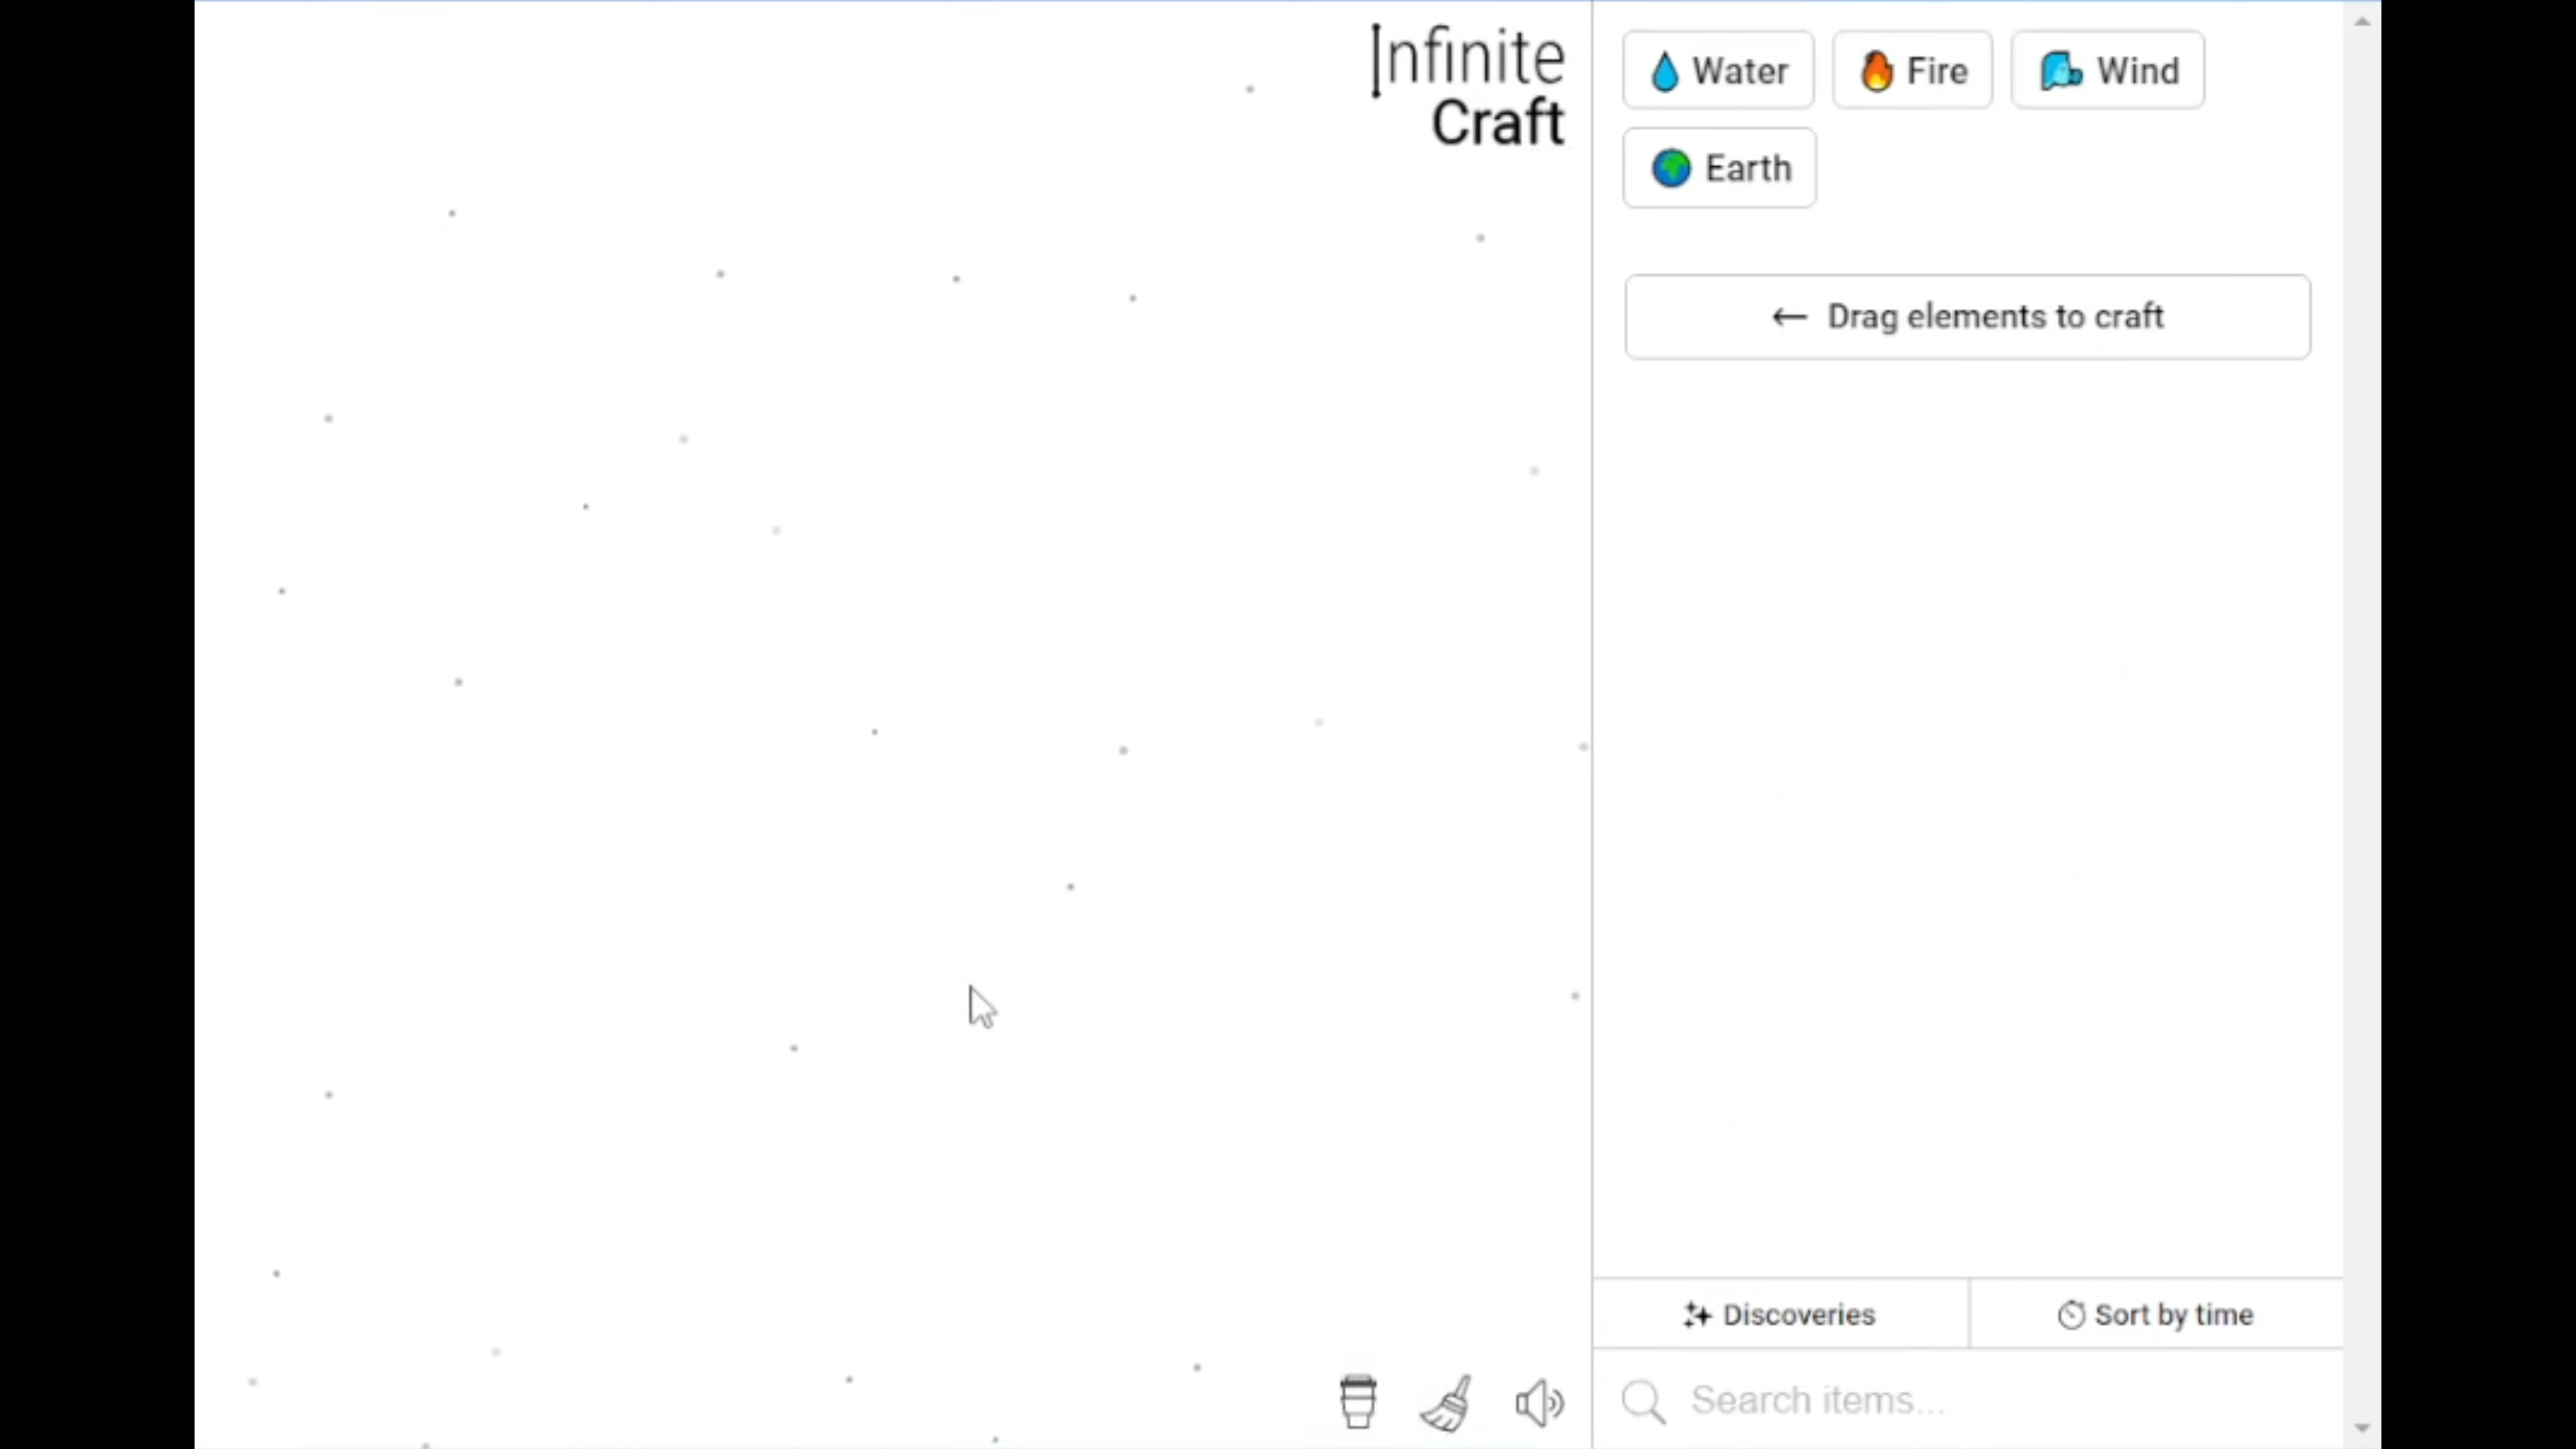 Infinite
Craft
Water Fire Wind
Earth
← Drag elements to craft
Discoveries Sort by time
Search items...